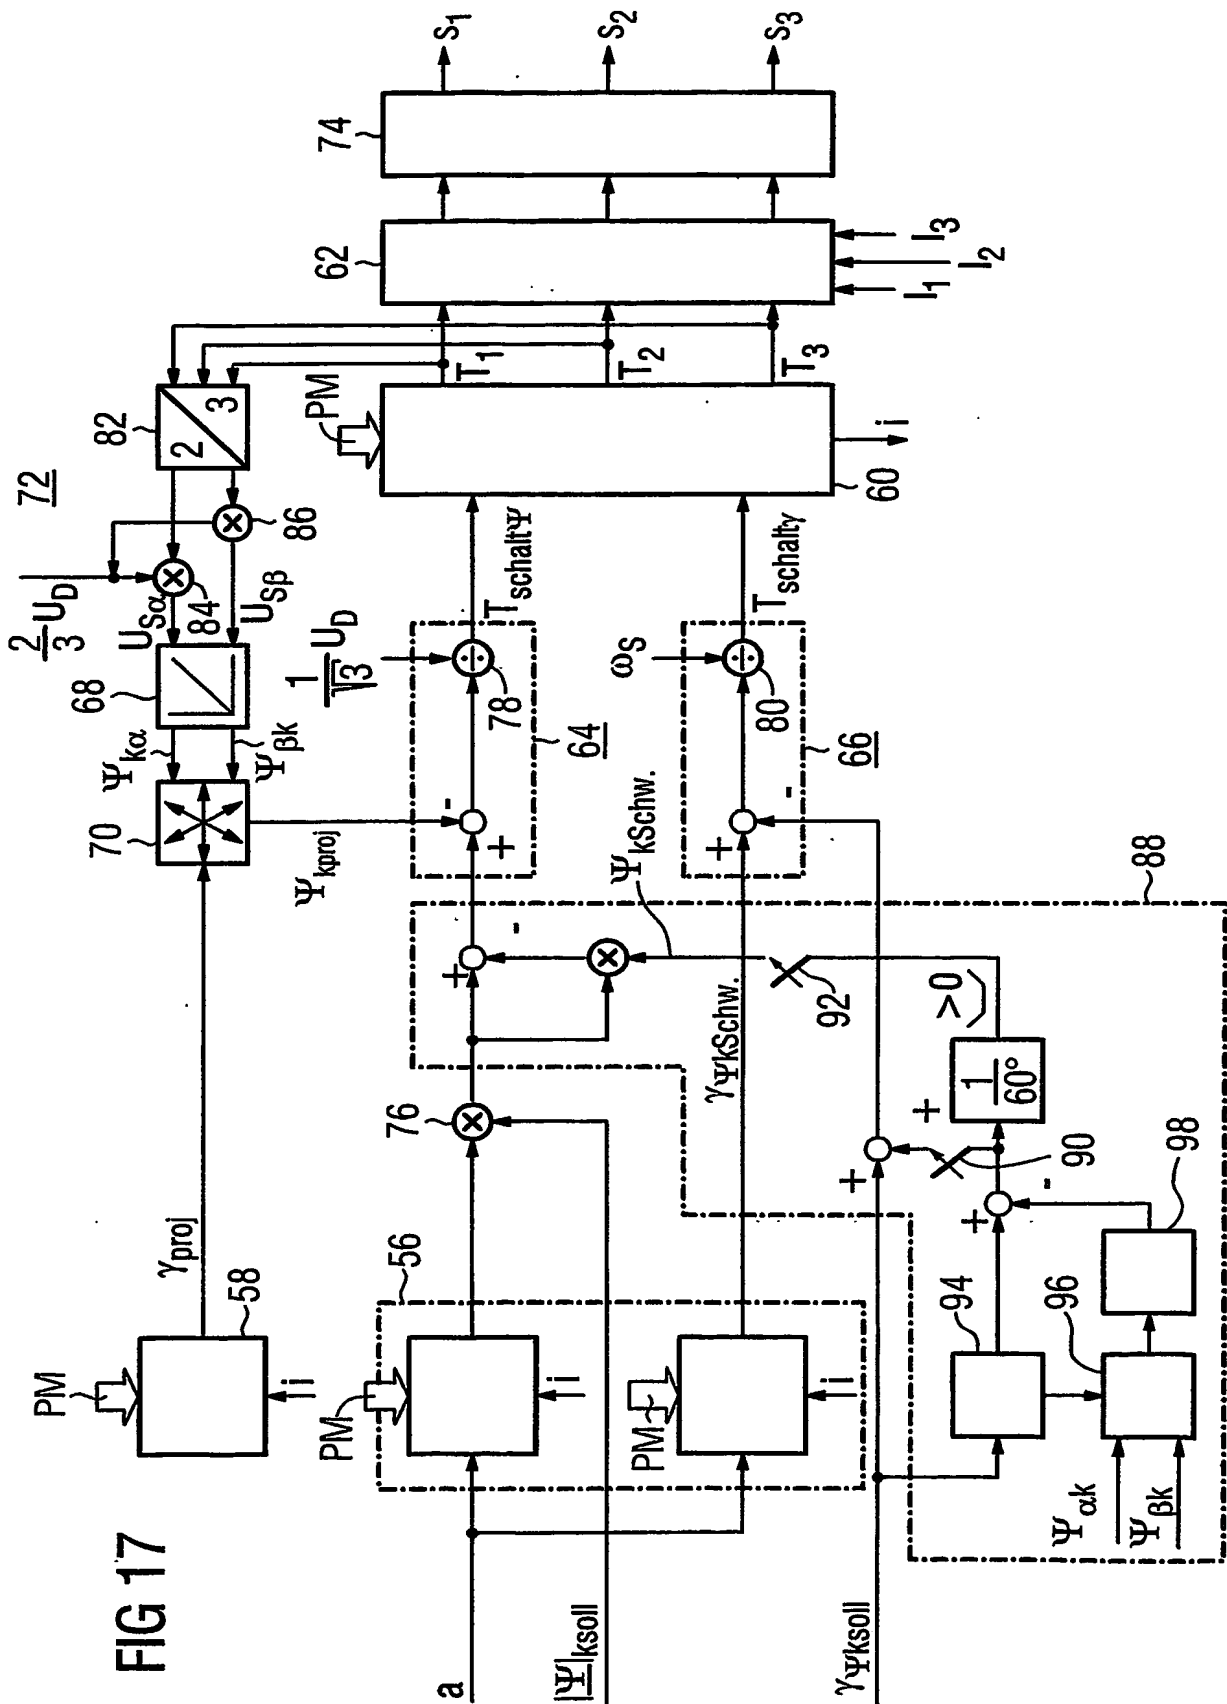 FIG 17
PM
58
i
γproj
70
Ψkα
Ψβk
68
USα
USβ
2/3 UD
84
86
72
82
2
3
Ψkproj
a
|Ψ|ksoll
γΨksoll
56
PM
i
PM
i
76
+
-
+
-
64
78
1/√3 UD
TschaltΨ
γΨkSchw.
ΨkSchw.
+
-
66
80
ωS
Tschaltγ
PM
60
i
T1
T2
T3
62
I1
I2
I3
74
S1
S2
S3
88
92
>0
1/60°
+
+
90
+
-
94
96
98
Ψαk
Ψβk